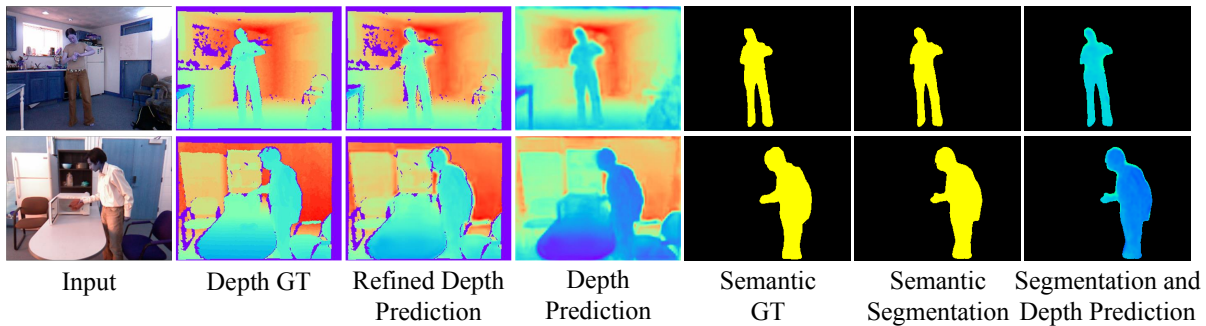 Input
Depth GT
Refined Depth
Prediction
Depth
Prediction
Semantic
GT
Semantic
Segmentation
Segmentation and
Depth Prediction